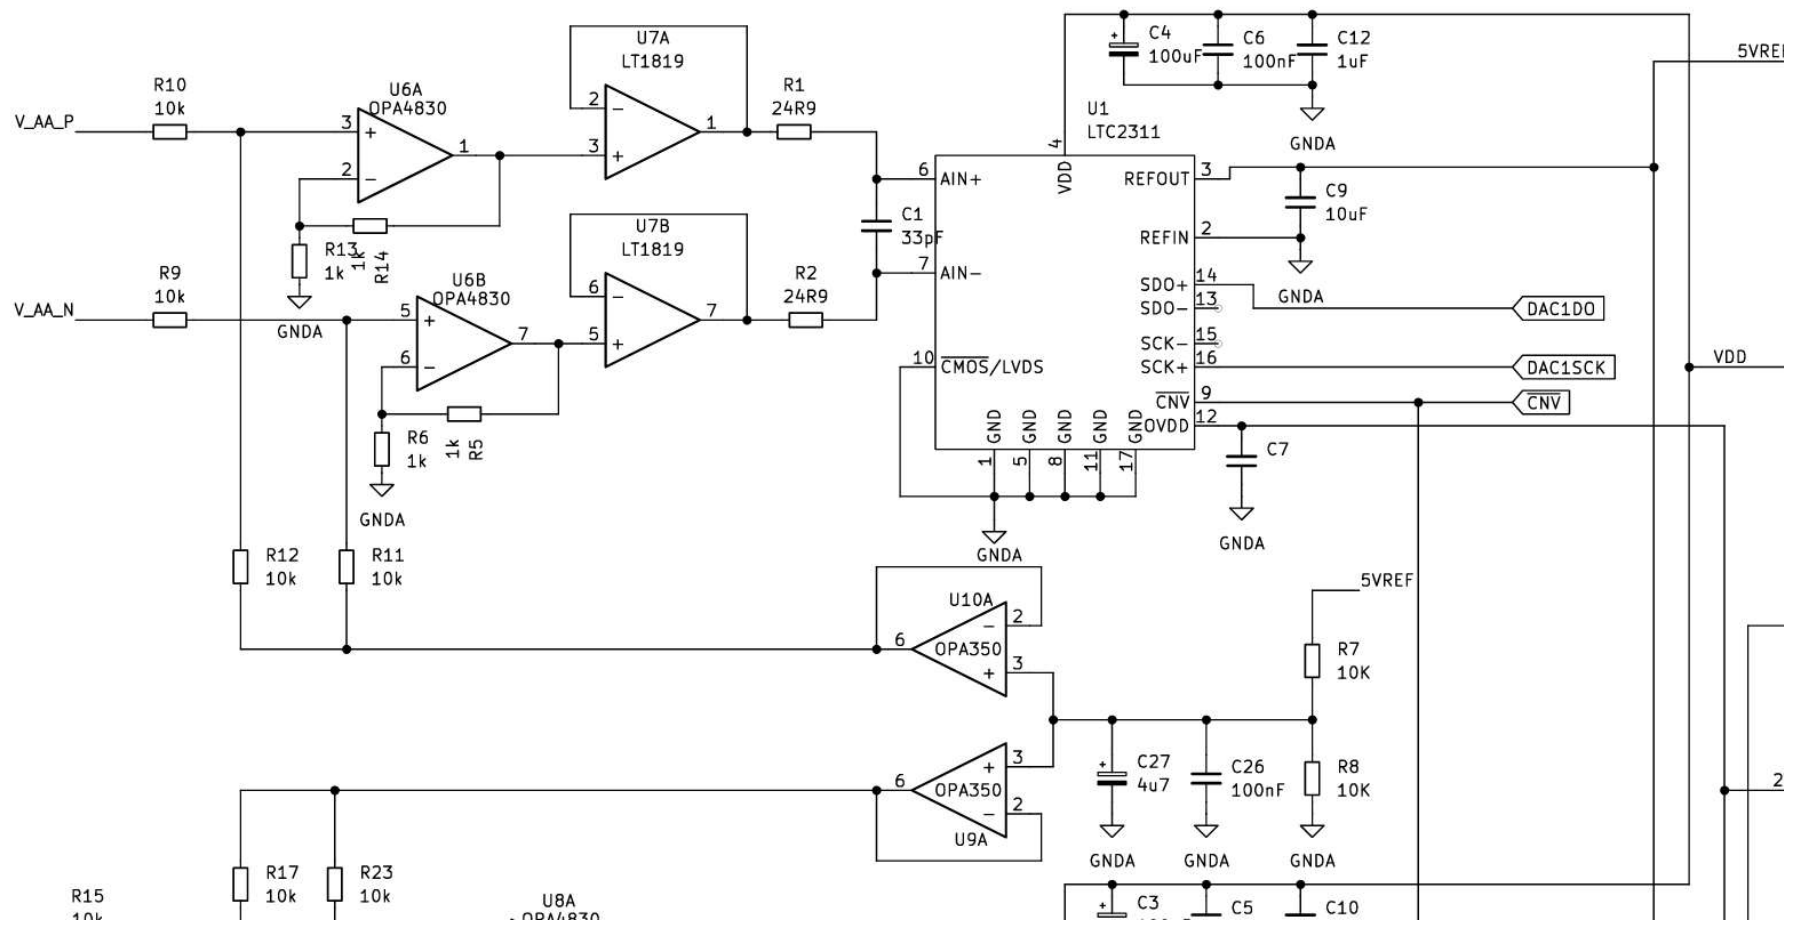 C4
100uF
C6
100nF
C12
1uF
5VREF
GNDA
U7A
LT1819
2
3
1
R10
10k
V_AA_P
U6A
OPA4830
3
2
1
R1
24R9
U1
LTC2311
4
VDD
6
AIN+
REFOUT
3
C9
10uF
C1
33pF
REFIN
2
7
AIN-
GNDA
R13
1k
1k
R14
GNDA
U7B
LT1819
6
5
7
R9
10k
V_AA_N
U6B
OPA4830
5
6
7
R2
24R9
SDO+
14
SDO-
13
DAC1DO
SCK-
15
SCK+
16
DAC1SCK
VDD
10
CMOS/LVDS
CNV
9
CNV
OVDD
12
GND
GND
GND
GND
GND
1
5
8
11
17
C7
GNDA
GNDA
R6
1k
1k
R5
GNDA
R12
10k
R11
10k
U10A
OPA350
2
3
6
5VREF
R7
10K
R8
10K
C27
4u7
C26
100nF
GNDA
GNDA
GNDA
3
OPA350
2
6
U9A
2
R17
10k
R23
10k
R15
10k
U8A
OPA4830
C3
C5
C10